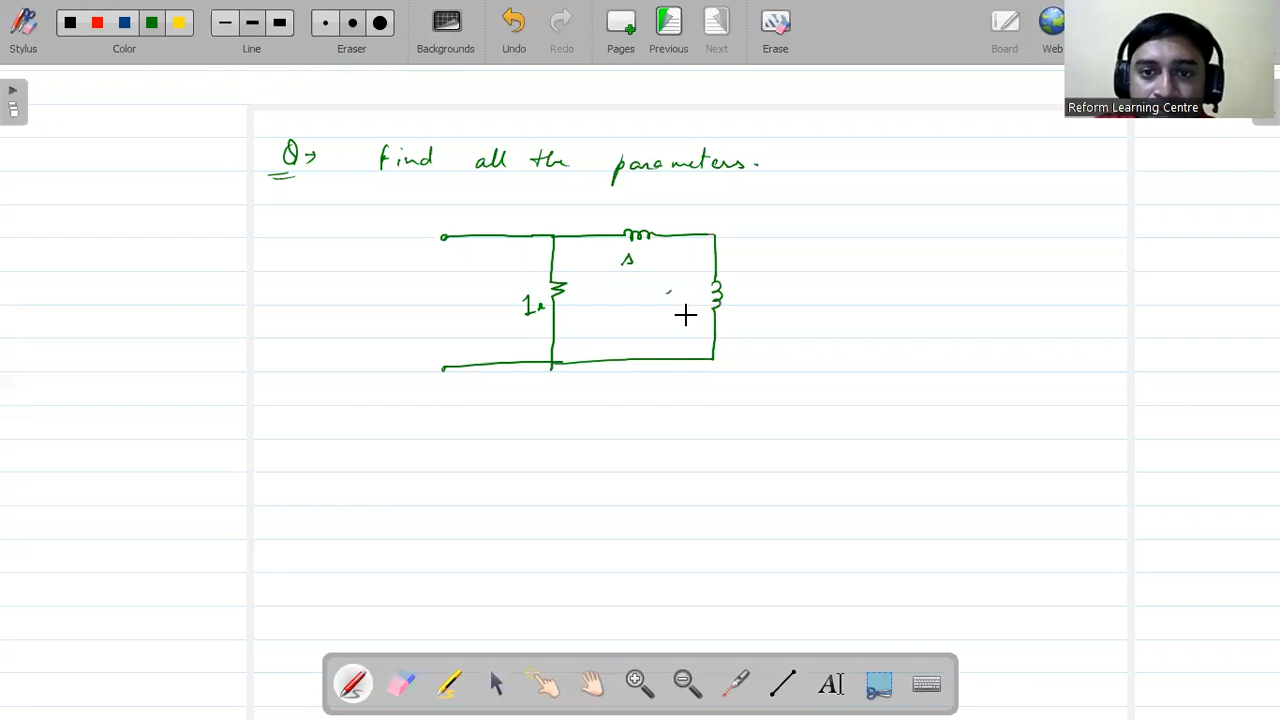 Stylus Color Line Eraser Backgrounds Undo Redo Pages Previous Next Erase Board Web
Reform Learning Centre
Q→ Find all the parameters.
s
1Ω